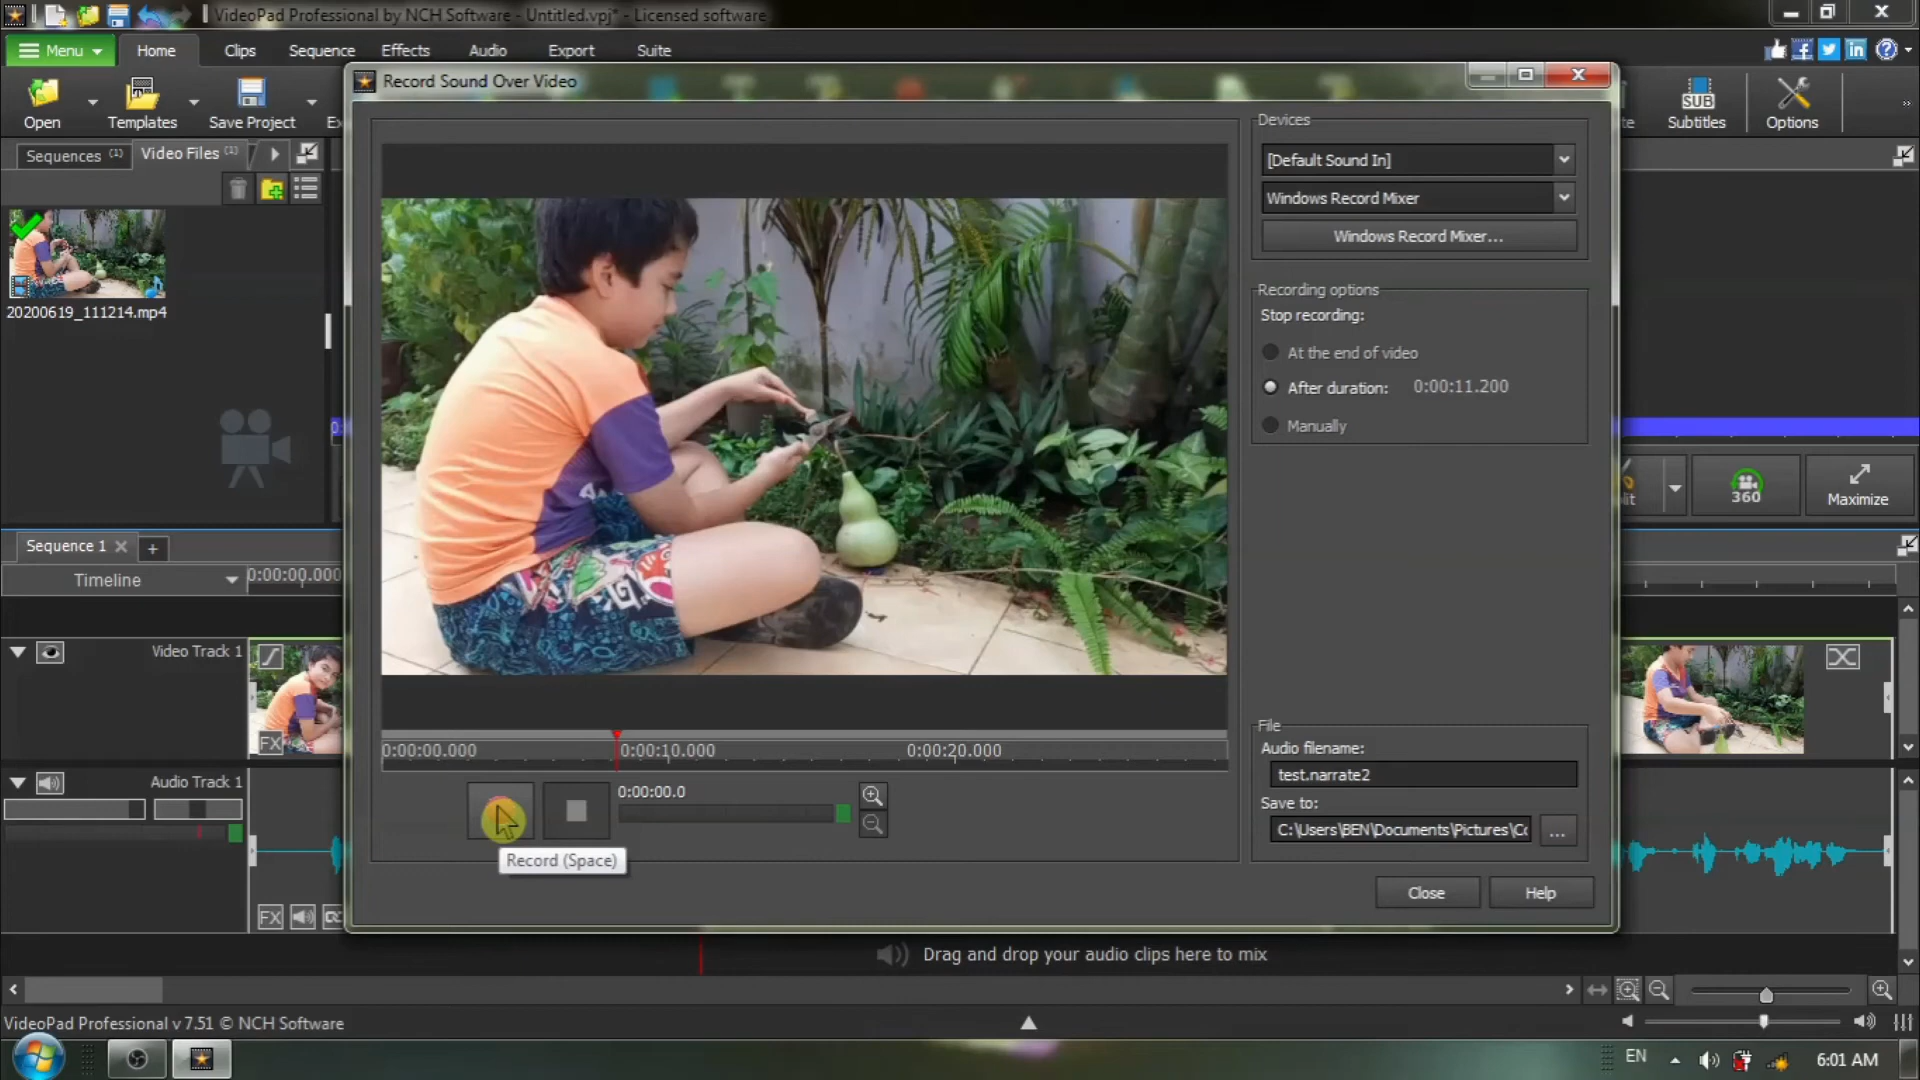 VideoPad Professional by NCH Software - Untitled.vpj* - Licensed software
Menu Home Clips Sequence Effects Audio Export Suite
Open Templates Save Project
Subtitles Options
SUB
Sequences (1) Video Files (1)
20200619_111214.mp4
Record Sound Over Video
Devices
[Default Sound In]
Windows Record Mixer
Windows Record Mixer...
Recording options
Stop recording:
At the end of video
After duration: 0:00:11.200
Manually
File
Audio filename:
test.narrate2
Save to:
C:\Users\BEN\Documents\Pictures\
...
Close Help
0:00:00.000 0:00:10.000 0:00:20.000
0:00:00.0
Record (Space)
360
Maximize
Sequence 1
Timeline
0:00:00.000
Video Track 1
FX
Audio Track 1
FX
Drag and drop your audio clips here to mix
VideoPad Professional v 7.51 © NCH Software
EN
6:01 AM